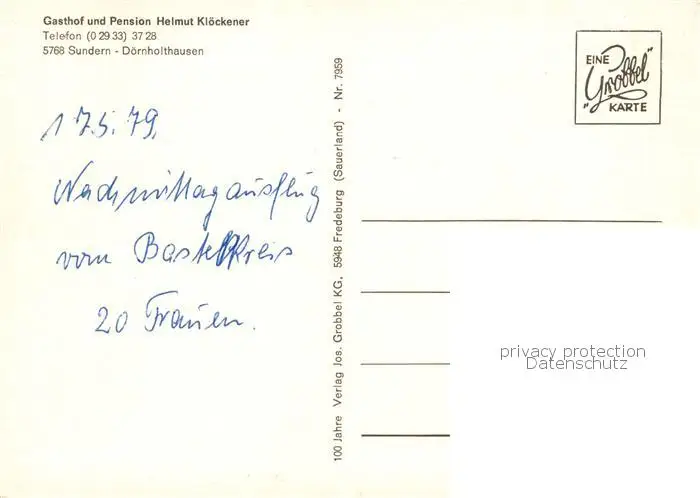 Gasthof und Pension Helmut Klöckener
Telefon (0 29 33) 37 28
5768 Sundern - Dörnholthausen
17.5.79.
Nachmittagausflug
vom Bastelkreis
20 Frauen.
100 Jahre Verlag Jos. Grobbel KG, 5948 Fredeburg (Sauerland) - Nr. 7959
EINE
"Grobbel"
KARTE
privacy protection
Datenschutz